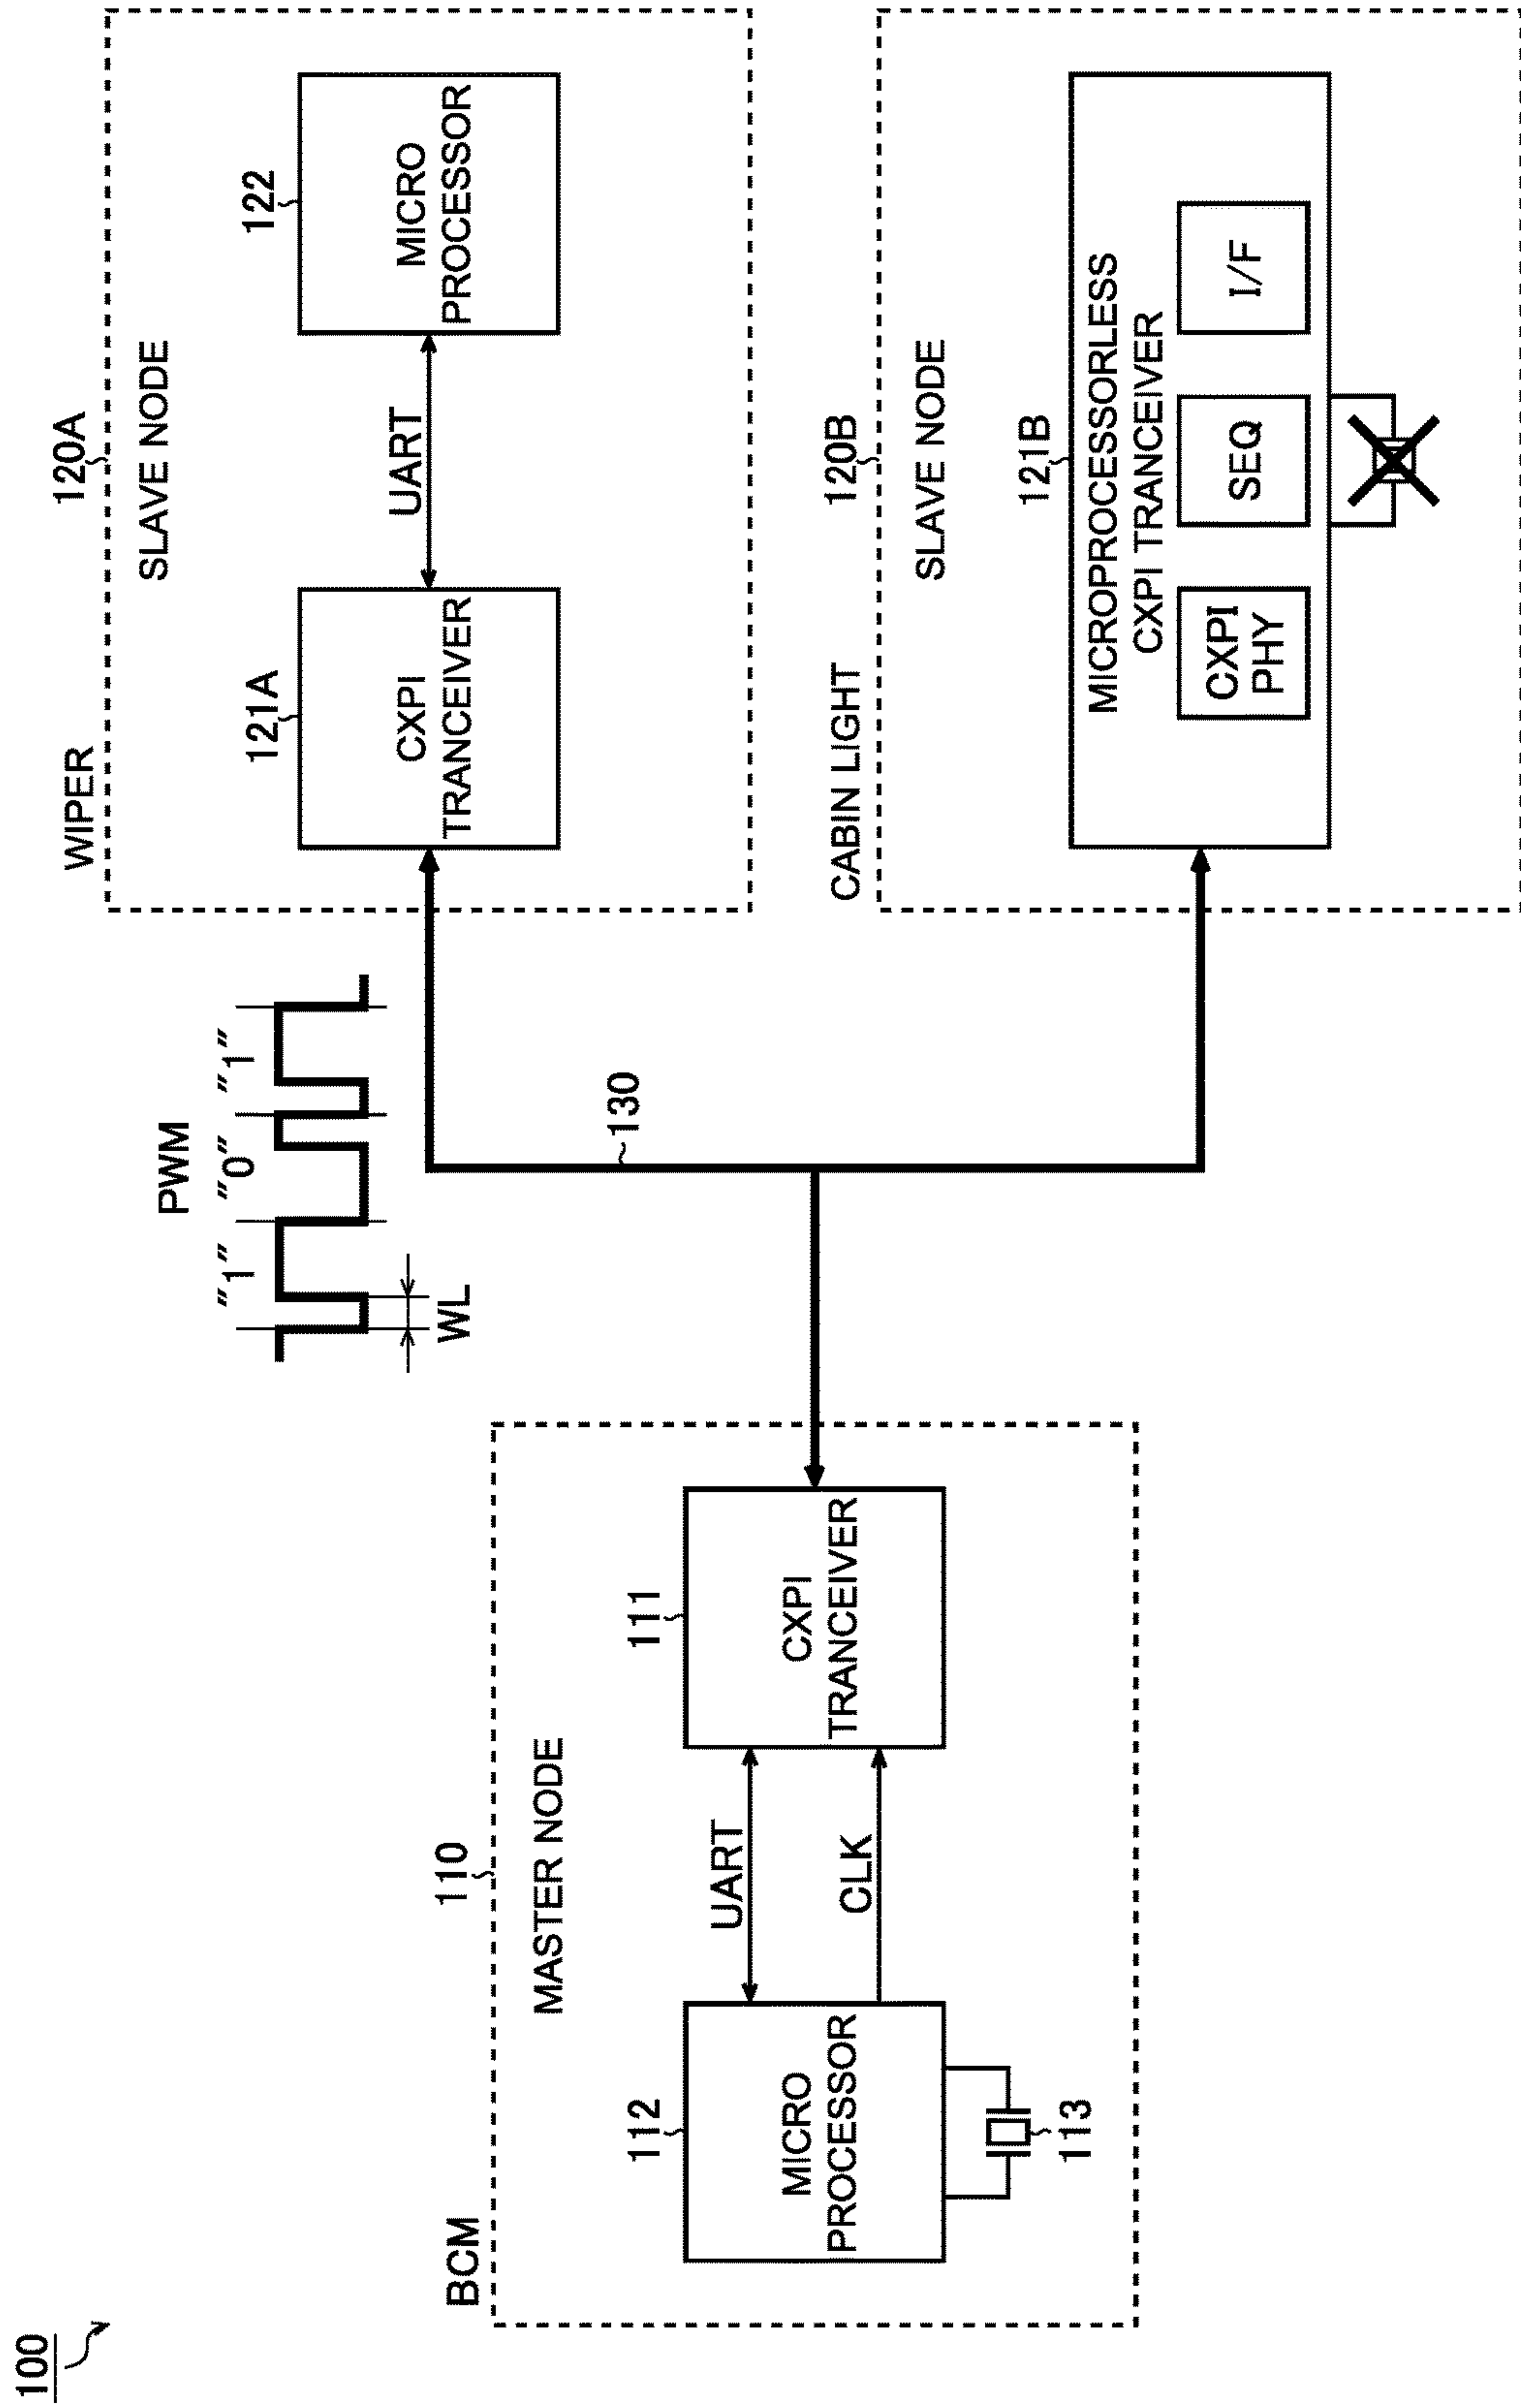 100
BCM
110
MASTER NODE
112
MICRO
PROCESSOR
113
UART
CLK
111
CXPI
TRANCEIVER
PWM
"1"
"0"
"1"
WL
130
WIPER
120A
SLAVE NODE
121A
CXPI
TRANCEIVER
UART
122
MICRO
PROCESSOR
CABIN LIGHT
120B
SLAVE NODE
121B
MICROPROCESSORLESS
CXPI TRANCEIVER
CXPI
PHY
SEQ
I/F